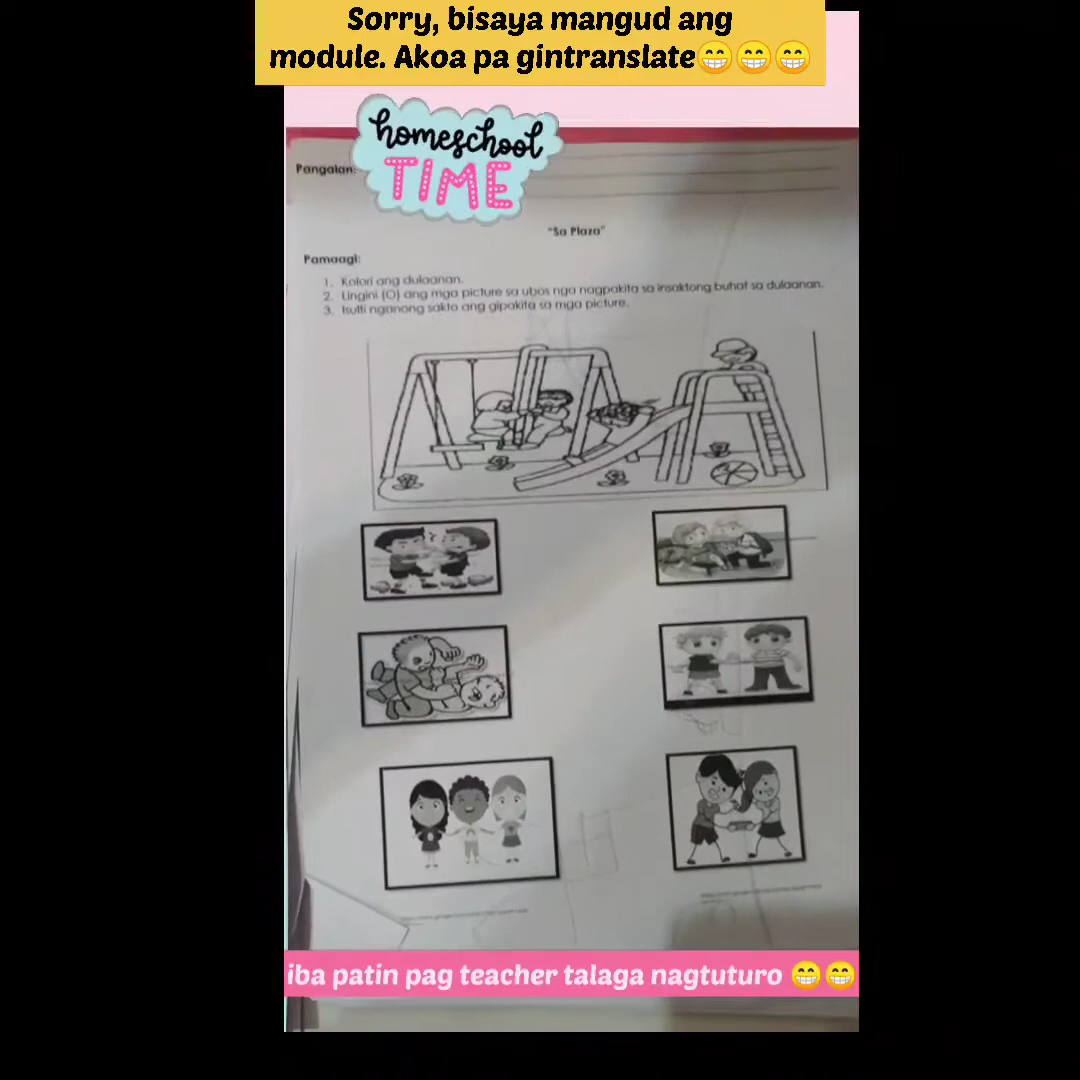 Sorry, bisaya mangud ang
module. Akoa pa gintranslate😁😁😁
homeschool
TIME
Pangalan:
"Sa Plaza"
Pamaagi:
1. Kolori ang dulaanan.
2. Lingini (O) ang mga picture sa ubos nga nagpakita sa insaktong buhat sa dulaanan.
3. Isulti nganong sakto ang gipakita sa mga picture.
iba patin pag teacher talaga nagtuturo 😁😁